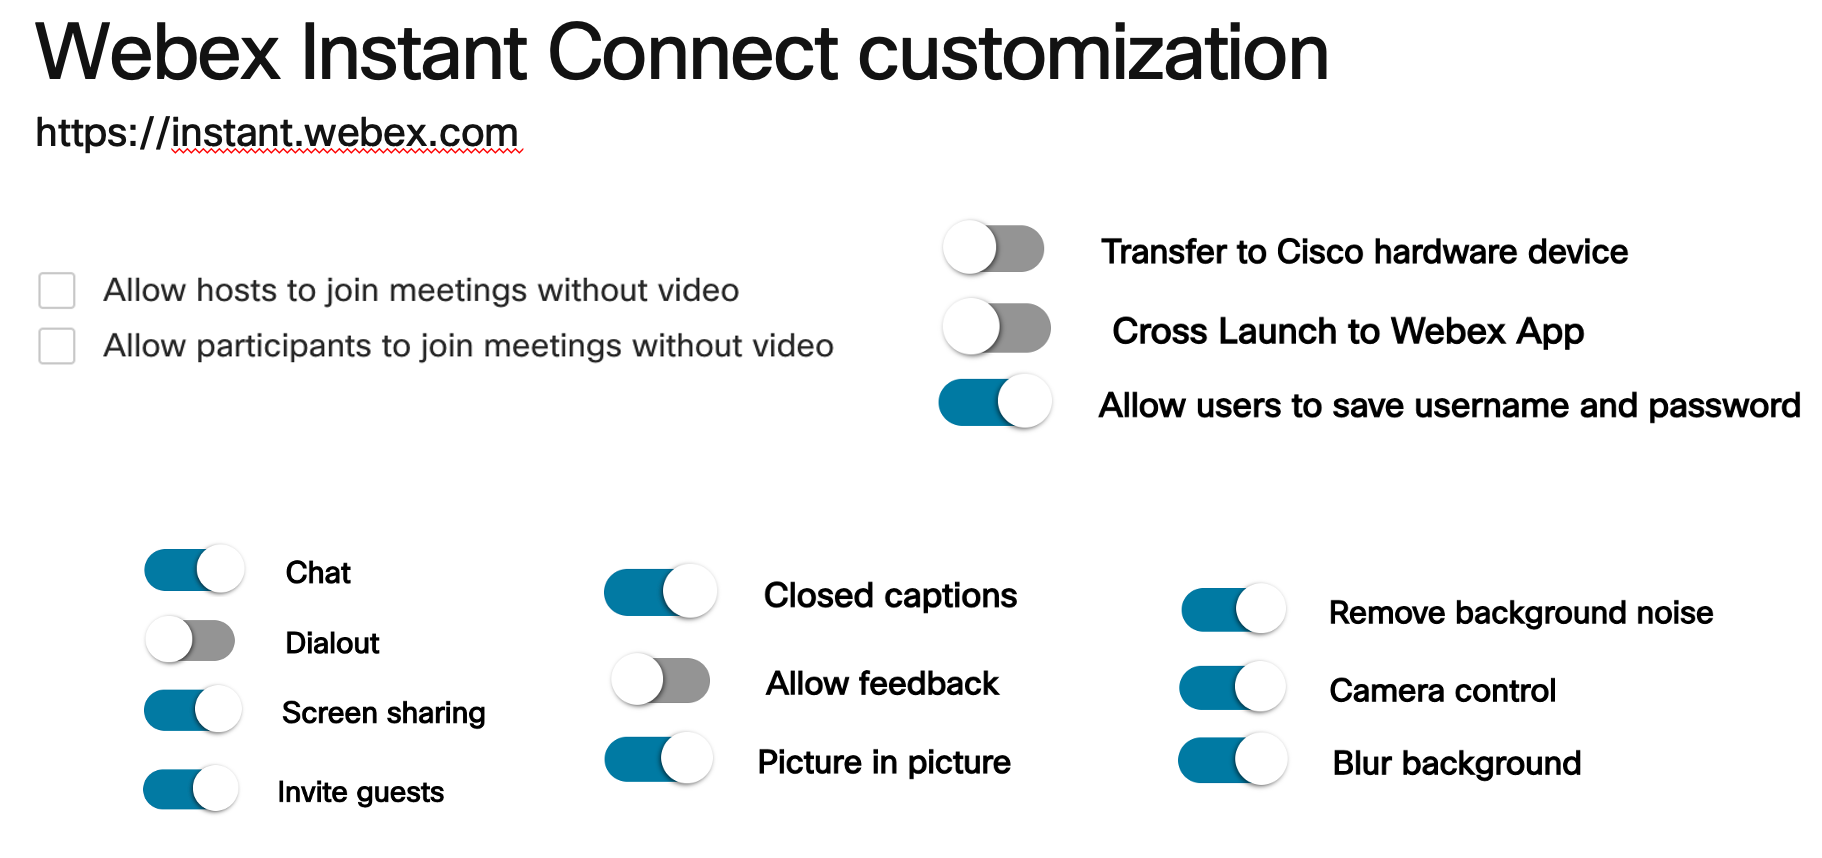 Webex Instant Connect customization
https://instant.webex.com
Allow hosts to join meetings without video
Allow participants to join meetings without video
Transfer to Cisco hardware device
Cross Launch to Webex App
Allow users to save username and password
Chat
Dialout
Screen sharing
Invite guests
Closed captions
Allow feedback
Picture in picture
Remove background noise
Camera control
Blur background